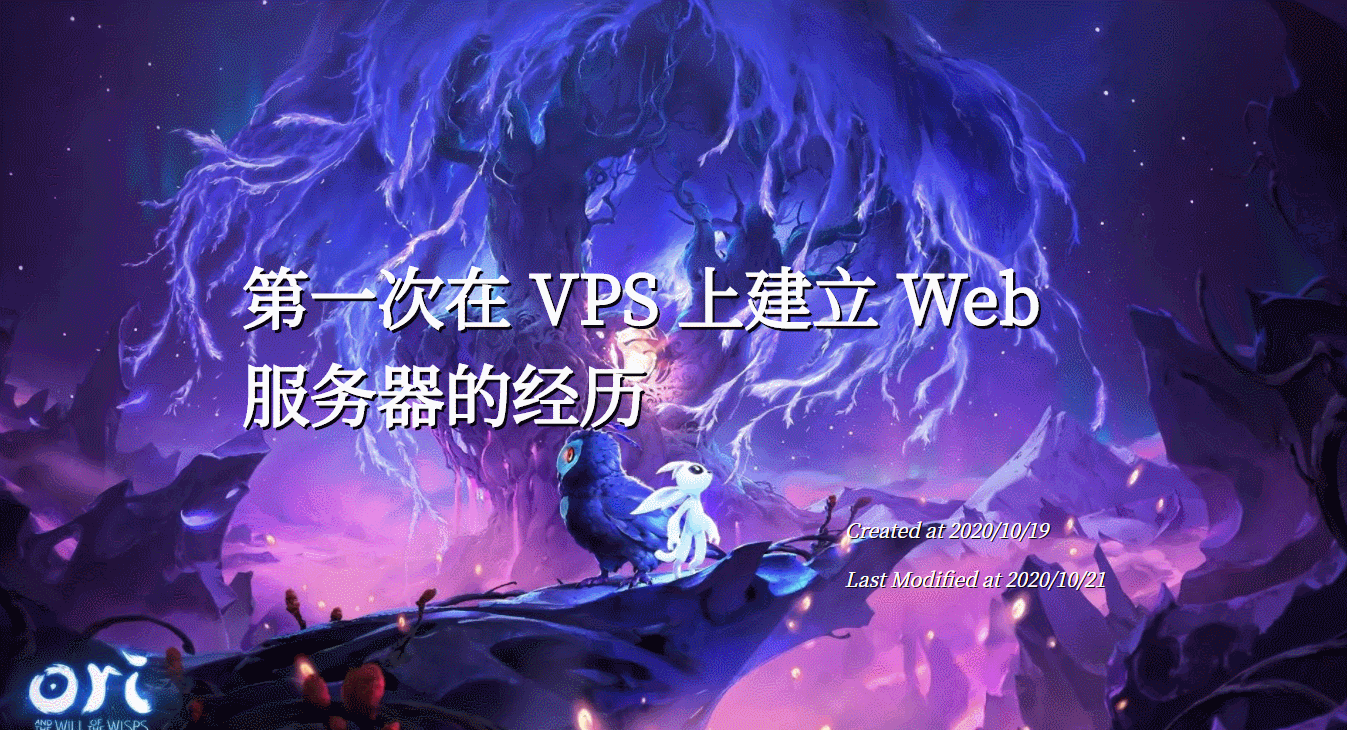 第一次在 VPS 上建立 Web
服务器的经历
Created at 2020/10/19
Last Modified at 2020/10/21
ori
AND THE WILL OF THE WISPS